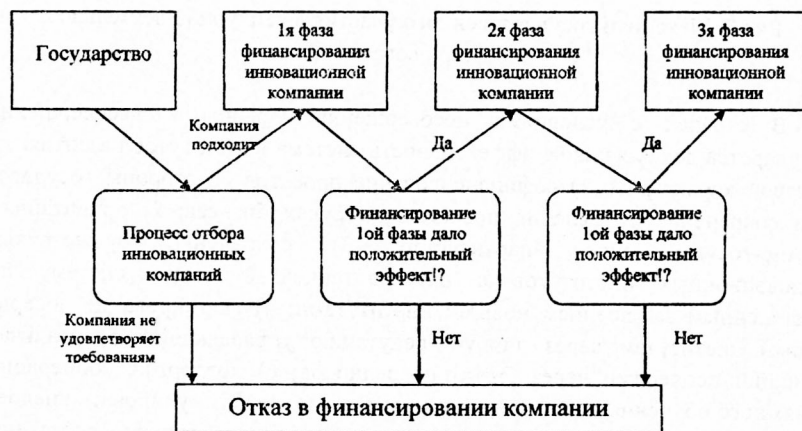 Государство
1я фаза
финансирования
инновационной
компании
2я фаза
финансирования
инновационной
компании
3я фаза
финансирования
инновационной
компании
Компания
подходит
Да
Да
Процесс отбора
инновационных
компаний
Финансирование
1ой фазы дало
положительный
эффект!?
Финансирование
1ой фазы дало
положительный
эффект!?
Компания не
удовлетворяет
требованиям
Нет
Нет
Отказ в финансировании компании